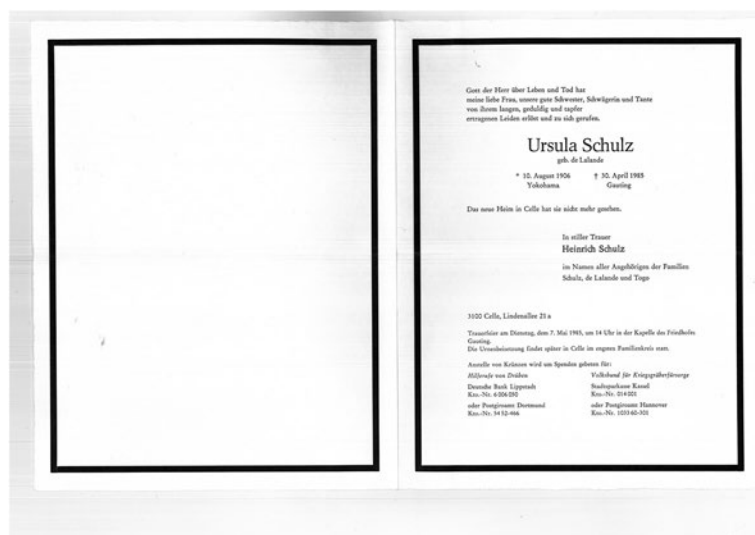 Gott der Herr über Leben und Tod hat
meine liebe Frau, unsere gute Schwester, Schwägerin und Tante
von ihrem langen, geduldig und tapfer
ertragenen Leiden erlöst und zu sich gerufen.
Ursula Schulz
geb. de Lalande
* 10. August 1906 † 30. April 1985
Yokohama Gauting
Das neue Heim in Celle hat sie nicht mehr gesehen.
In stiller Trauer
Heinrich Schulz
im Namen aller Angehörigen der Familien
Schulz, de Lalande und Togo
3100 Celle, Lindenallee 21 a
Trauerfeier am Dienstag, dem 7. Mai 1985, um 14 Uhr in der Kapelle des Friedhofes
Gauting.
Die Urnenbeisetzung findet später in Celle im engsten Familienkreis statt.
Anstelle von Kränzen wird um Spenden gebeten für:
Hilferufe von Drüben Volksbund für Kriegsgräberfürsorge
Deutsche Bank Lippstadt Stadtsparkasse Kassel
Kto.-Nr. 6 006 030 Kto.-Nr. 014 001
oder Postgiroamt Dortmund oder Postgiroamt Hannover
Kto.-Nr. 54 52-466 Kto.-Nr. 1033 60-301